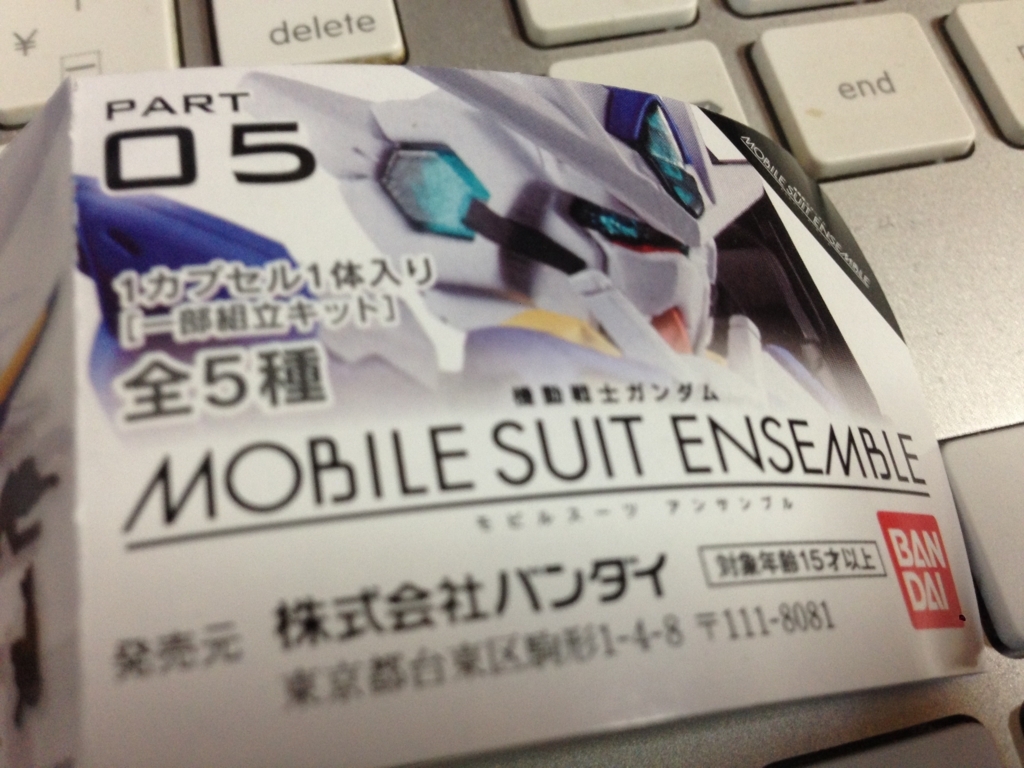 ¥
delete
end
PART
05
MOBILE SUIT ENSEMBLE
1カプセル1体入り
[一部組立キット]
全5種
機動戦士ガンダム
MOBILE SUIT ENSEMBLE
モビルスーツ アンサンブル
発売元 株式会社バンダイ
対象年齢15才以上
東京都台東区駒形1-4-8 〒111-8081
BAN
DAI